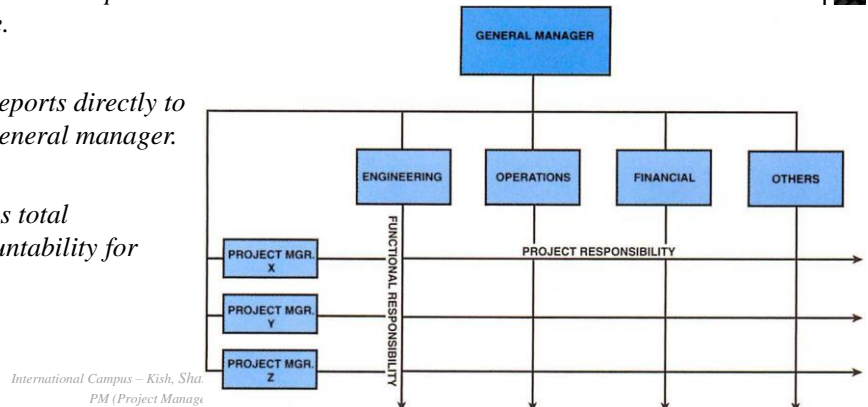 e.
eports directly to
eneral manager.
s total
untability for
GENERAL MANAGER
ENGINEERING
OPERATIONS
FINANCIAL
OTHERS
FUNCTIONAL RESPONSIBILITY
PROJECT RESPONSIBILITY
PROJECT MGR.
X
PROJECT MGR.
Y
PROJECT MGR.
Z
International Campus – Kish, Sha
PM (Project Manage